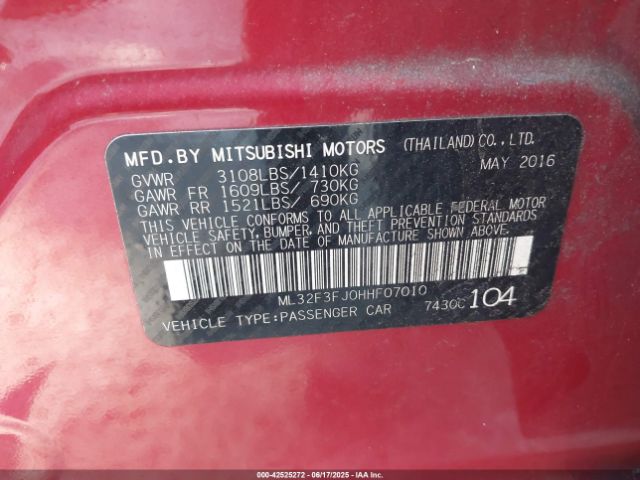 MFD.BY MITSUBISHI MOTORS (THAILAND)CO.,LTD.
GVWR 3108LBS/1410KG MAY 2016
GAWR FR 1609LBS/ 730KG
GAWR RR 1521LBS/ 690KG
THIS VEHICLE CONFORMS TO ALL APPLICABLE FEDERAL MOTOR
VEHICLE SAFETY, BUMPER, AND THEFT PREVENTION STANDARDS
IN EFFECT ON THE DATE OF MANUFACTURE SHOWN ABOVE.
ML32F3FJ0HHF07010
VEHICLE TYPE:PASSENGER CAR 7430C 104
000-42525272 - 06/17/2025 - IAAI.COM